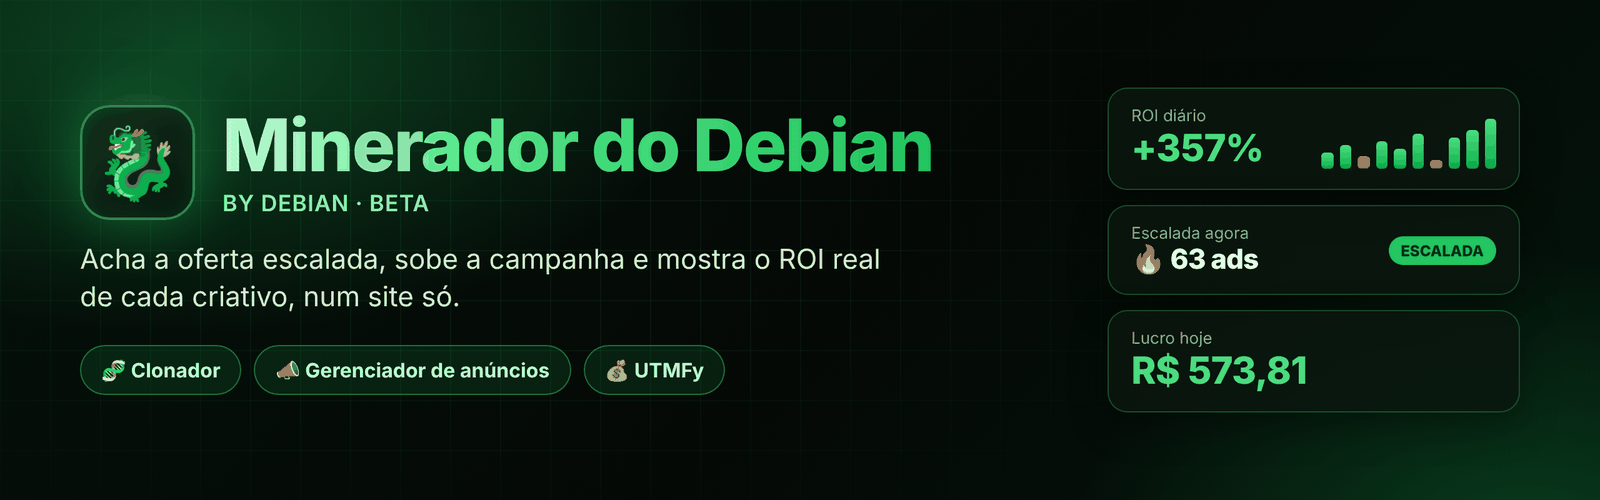 Minerador do Debian
BY DEBIAN · BETA
Acha a oferta escalada, sobe a campanha e mostra o ROI real
de cada criativo, num site só.
Clonador
Gerenciador de anúncios
UTMFy
ROI diário
+357%
Escalada agora
63 ads
ESCALADA
Lucro hoje
R$ 573,81